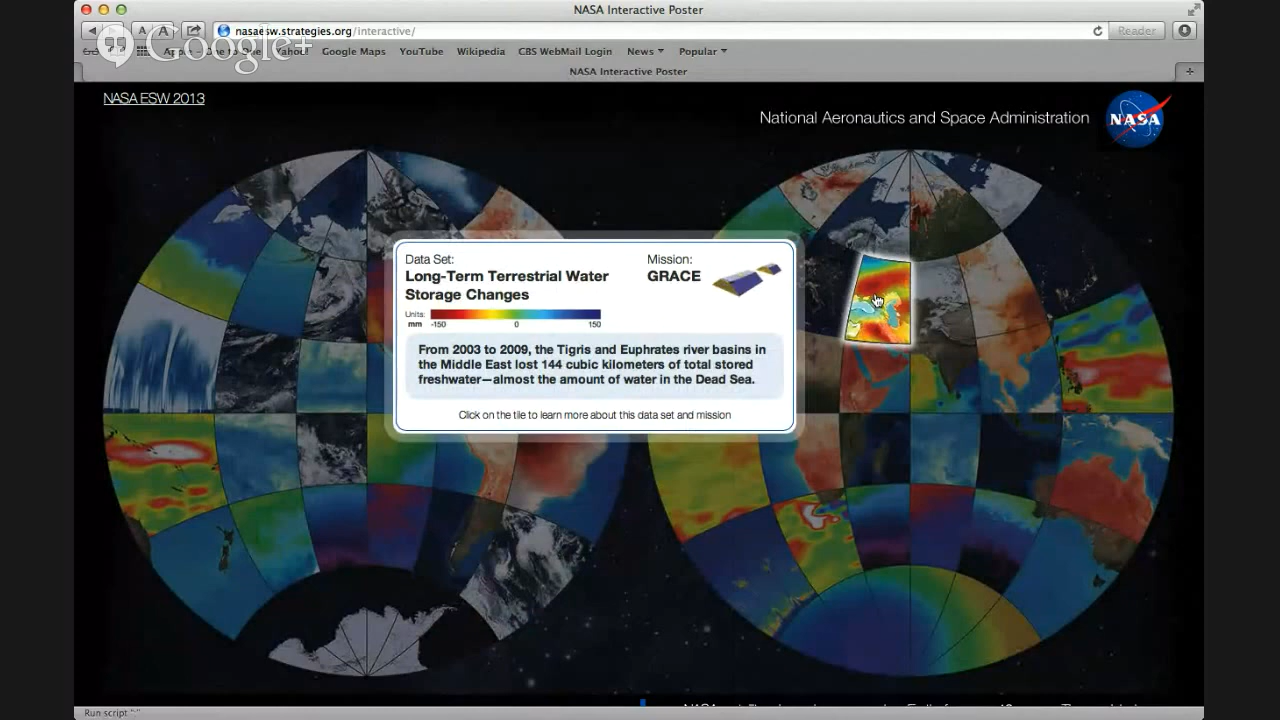 NASA Interactive Poster
A A
nasaesw.strategies.org/interactive/
Reader
Google+
Yahoo! Google Maps YouTube Wikipedia CBS WebMail Login News Popular
NASA Interactive Poster
NASA ESW 2013
National Aeronautics and Space Administration
NASA
Data Set:
Long-Term Terrestrial Water
Storage Changes
Mission:
GRACE
Units:
mm -150 0 150
From 2003 to 2009, the Tigris and Euphrates river basins in
the Middle East lost 144 cubic kilometers of total stored
freshwater—almost the amount of water in the Dead Sea.
Click on the tile to learn more about this data set and mission
Run script ";"